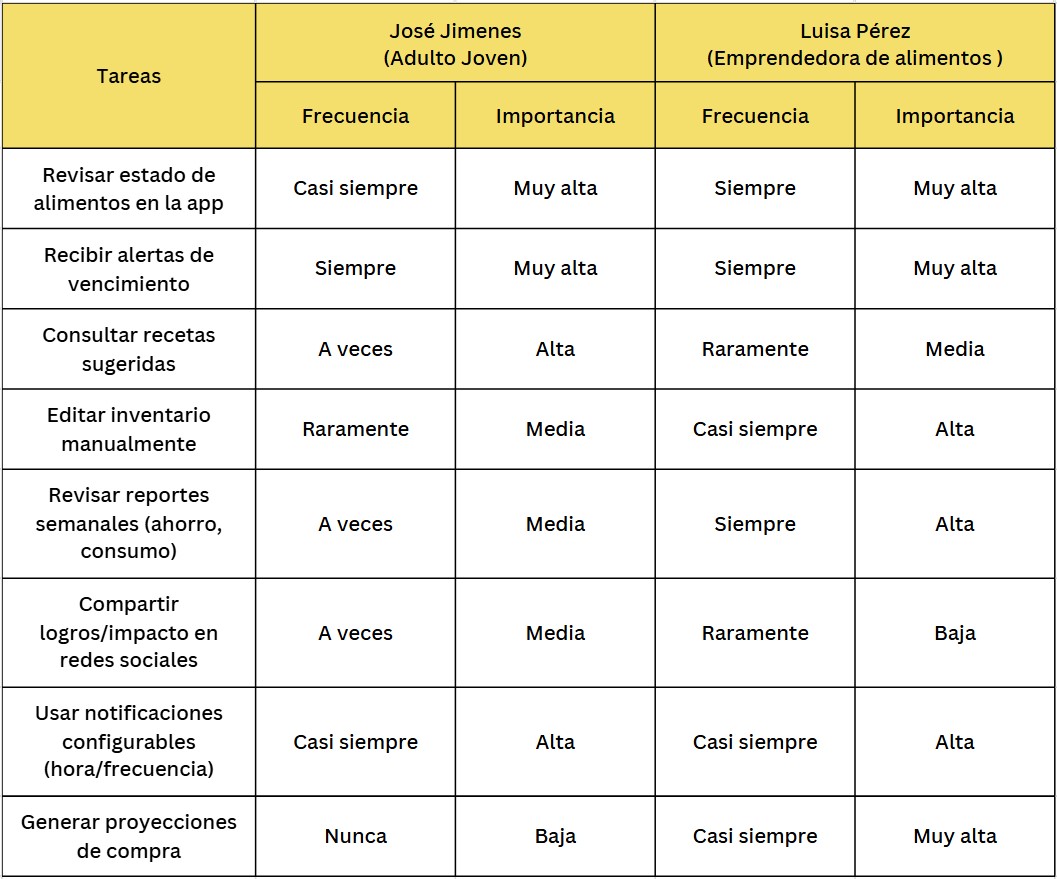 Tareas
José Jimenes
(Adulto Joven)
Luisa Pérez
(Emprendedora de alimentos )
Frecuencia
Importancia
Frecuencia
Importancia
Revisar estado de
alimentos en la app
Casi siempre
Muy alta
Siempre
Muy alta
Recibir alertas de
vencimiento
Siempre
Muy alta
Siempre
Muy alta
Consultar recetas
sugeridas
A veces
Alta
Raramente
Media
Editar inventario
manualmente
Raramente
Media
Casi siempre
Alta
Revisar reportes
semanales (ahorro,
consumo)
A veces
Media
Siempre
Alta
Compartir
logros/impacto en
redes sociales
A veces
Media
Raramente
Baja
Usar notificaciones
configurables
(hora/frecuencia)
Casi siempre
Alta
Casi siempre
Alta
Generar proyecciones
de compra
Nunca
Baja
Casi siempre
Muy alta